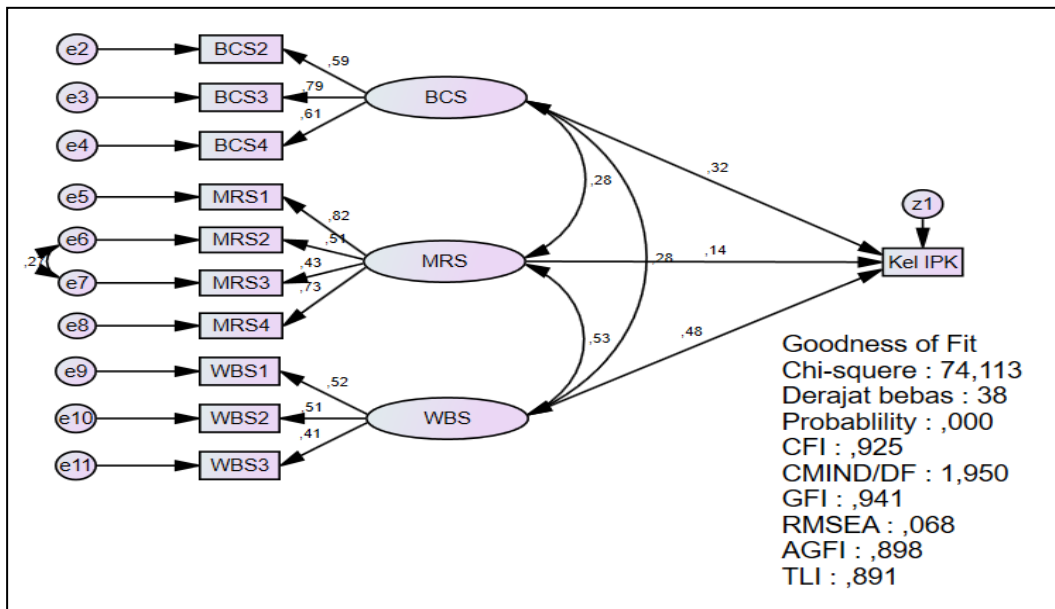 e2
BCS2
,59
e3
BCS3
,79
BCS
e4
BCS4
,61
,32
e5
MRS1
,28
,82
z1
e6
MRS2
,51
,27
MRS
,14
Kel IPK
e7
MRS3
,43
,28
e8
MRS4
,73
,53
,48
e9
WBS1
,52
e10
WBS2
,51
WBS
e11
WBS3
,41
Goodness of Fit
Chi-squere : 74,113
Derajat bebas : 38
Probablility : ,000
CFI : ,925
CMIND/DF : 1,950
GFI : ,941
RMSEA : ,068
AGFI : ,898
TLI : ,891